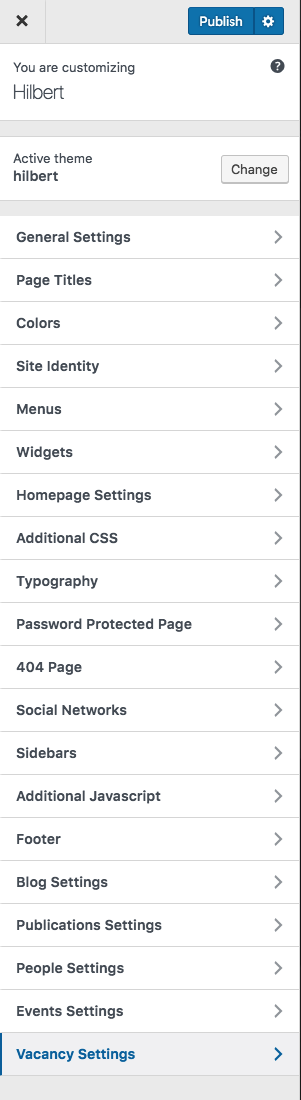 Publish
You are customizing
Hilbert
Active theme
hilbert
Change
General Settings
Page Titles
Colors
Site Identity
Menus
Widgets
Homepage Settings
Additional CSS
Typography
Password Protected Page
404 Page
Social Networks
Sidebars
Additional Javascript
Footer
Blog Settings
Publications Settings
People Settings
Events Settings
Vacancy Settings